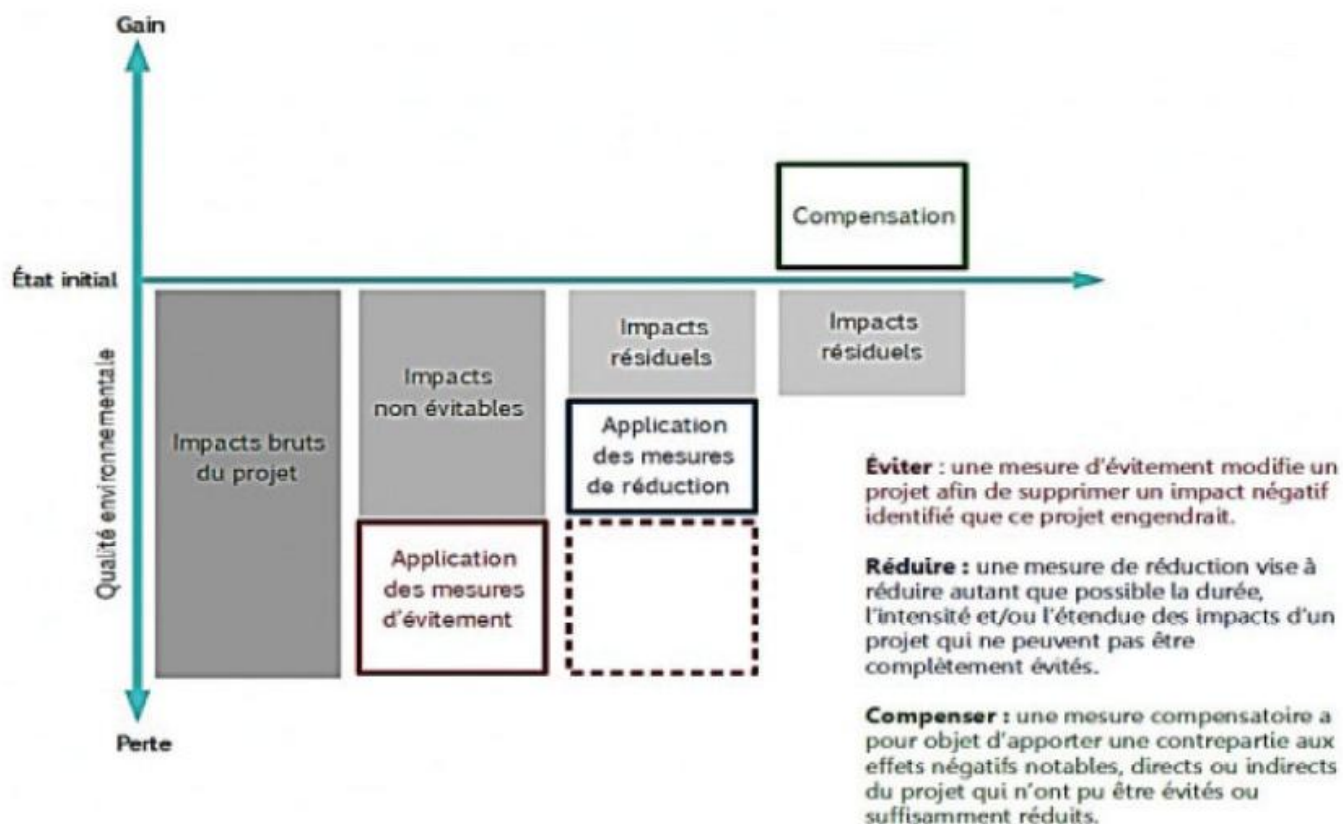 Gain
Compensation
État initial
Impacts bruts
du projet
Impacts
non évitables
Application
des mesures
d'évitement
Impacts
résiduels
Application
des mesures
de réduction
Impacts
résiduels
Qualité environnementale
Perte
Éviter : une mesure d'évitement modifie un
projet afin de supprimer un impact négatif
identifié que ce projet engendrait.
Réduire : une mesure de réduction vise à
réduire autant que possible la durée,
l'intensité et/ou l'étendue des impacts d'un
projet qui ne peuvent pas être
complètement évités.
Compenser : une mesure compensatoire a
pour objet d'apporter une contrepartie aux
effets négatifs notables, directs ou indirects
du projet qui n'ont pu être évités ou
suffisamment réduits.